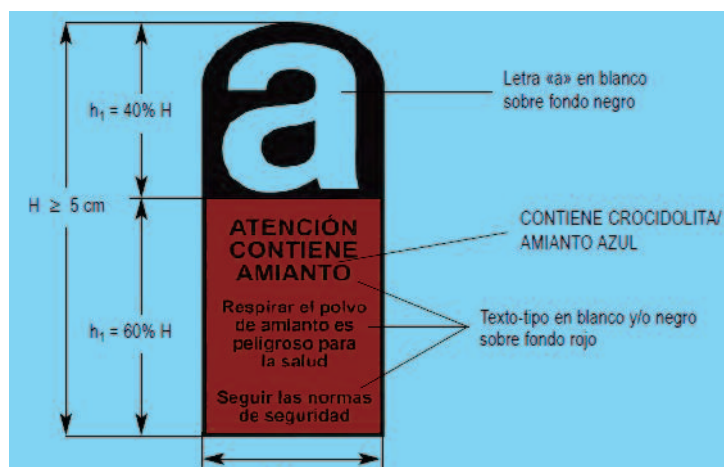 a
Letra «a» en blanco
sobre fondo negro
h₁ = 40% H
H ≥ 5 cm
CONTIENE CROCIDOLITA/
AMIANTO AZUL
ATENCIÓN
CONTIENE
AMIANTO
Respirar el polvo
de amianto es
peligroso para
la salud
Texto-tipo en blanco y/o negro
sobre fondo rojo
h₁ = 60% H
Seguir las normas
de seguridad